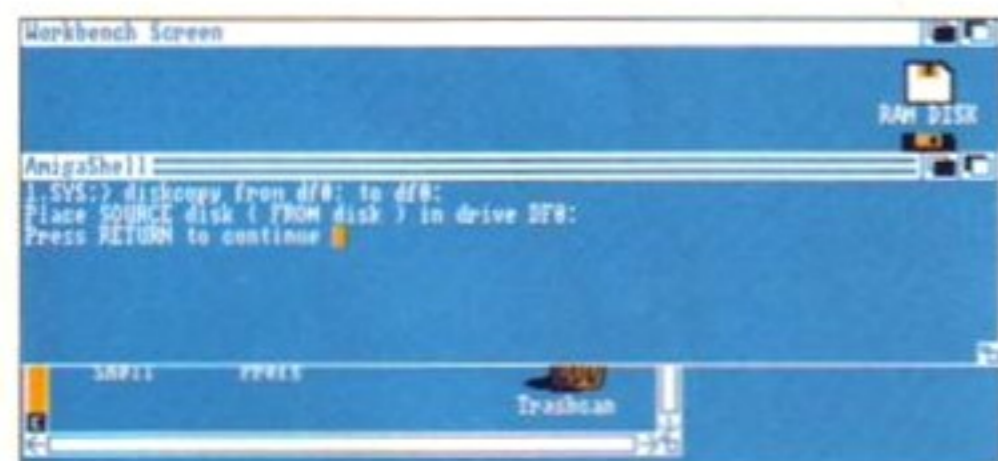 Workbench Screen
RAM DISK
AmigaShell
1.SYS:> diskcopy from df0: to df0:
Place SOURCE disk ( FROM disk ) in drive DF0:
Press RETURN to continue
Shell
Trashcan